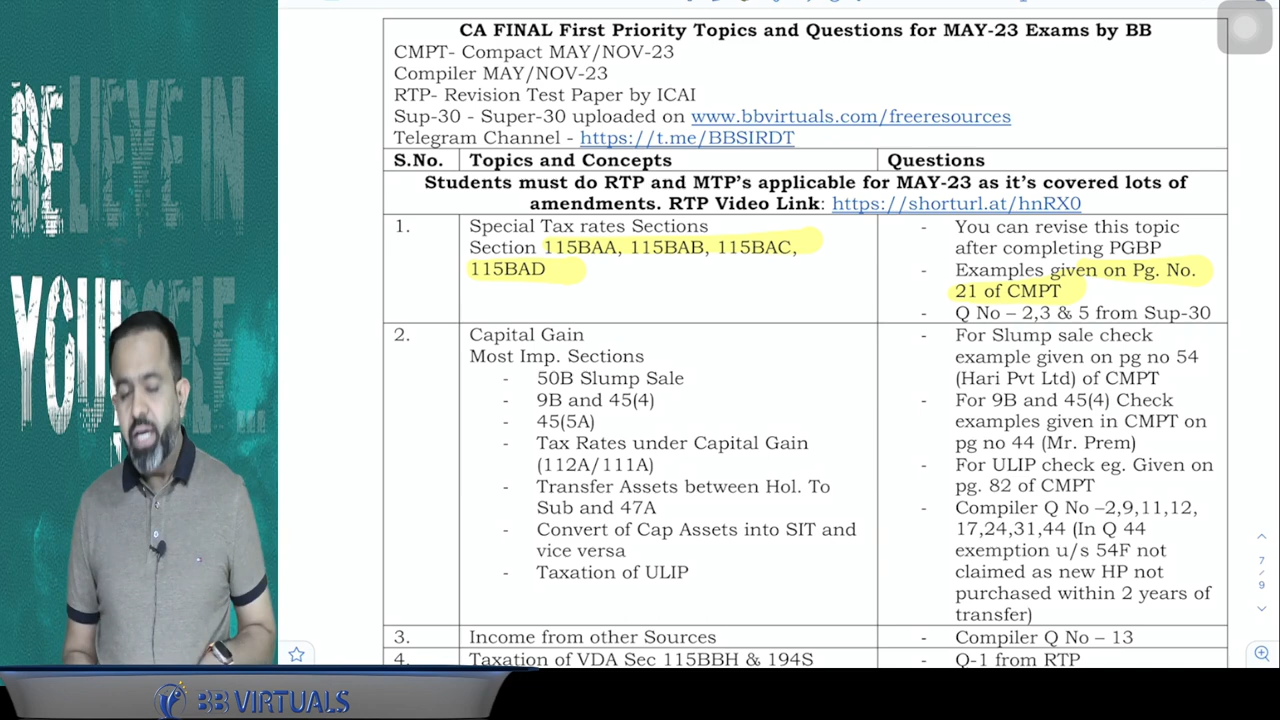 BELIEVE IN
YOURSELF...
CA FINAL First Priority Topics and Questions for MAY-23 Exams by BB
CMPT- Compact MAY/NOV-23
Compiler MAY/NOV-23
RTP- Revision Test Paper by ICAI
Sup-30 - Super-30 uploaded on www.bbvirtuals.com/freeresources
Telegram Channel - https://t.me/BBSIRDT
S.No. Topics and Concepts Questions
Students must do RTP and MTP's applicable for MAY-23 as it's covered lots of
amendments. RTP Video Link: https://shorturl.at/hnRX0
1.
Special Tax rates Sections
Section 115BAA, 115BAB, 115BAC,
115BAD
- You can revise this topic
after completing PGBP
- Examples given on Pg. No.
21 of CMPT
- Q No – 2,3 & 5 from Sup-30
2.
Capital Gain
Most Imp. Sections
- 50B Slump Sale
- 9B and 45(4)
- 45(5A)
- Tax Rates under Capital Gain
(112A/111A)
- Transfer Assets between Hol. To
Sub and 47A
- Convert of Cap Assets into SIT and
vice versa
- Taxation of ULIP
- For Slump sale check
example given on pg no 54
(Hari Pvt Ltd) of CMPT
- For 9B and 45(4) Check
examples given in CMPT on
pg no 44 (Mr. Prem)
- For ULIP check eg. Given on
pg. 82 of CMPT
- Compiler Q No –2,9,11,12,
17,24,31,44 (In Q 44
exemption u/s 54F not
claimed as new HP not
purchased within 2 years of
transfer)
3. Income from other Sources - Compiler Q No – 13
4. Taxation of VDA Sec 115BBH & 194S - Q-1 from RTP
7
/
9
BB VIRTUALS